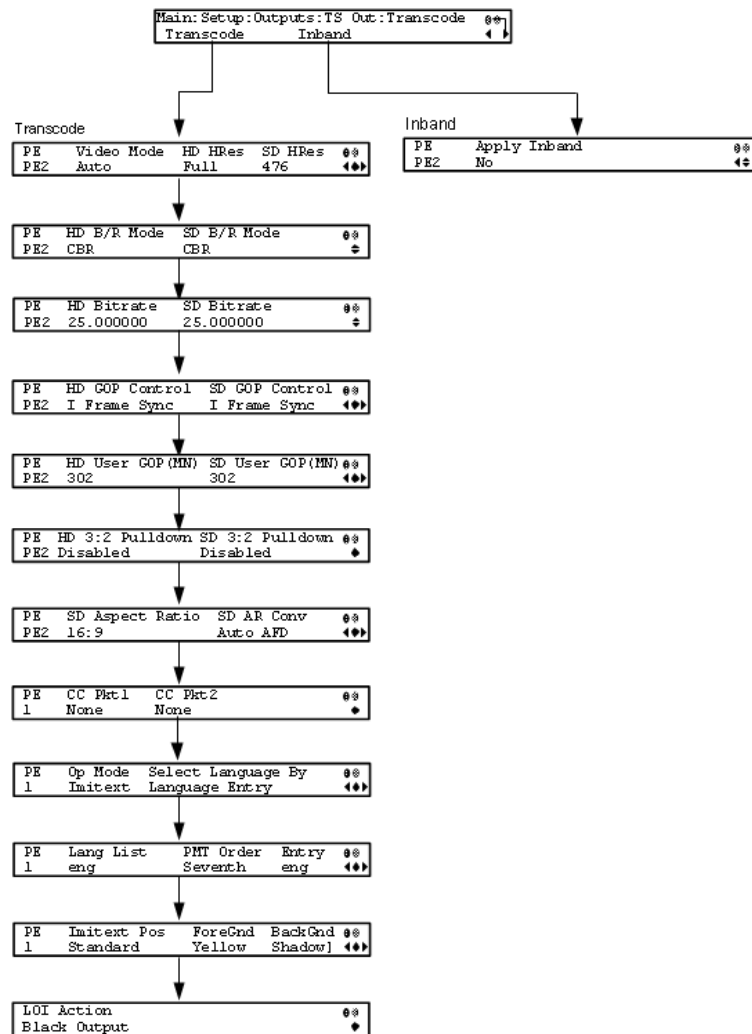 Main:Setup:Outputs:TS Out:Transcode
Transcode Inband
Transcode
PE Video Mode HD HRes SD HRes
PE2 Auto Full 476
PE HD B/R Mode SD B/R Mode
PE2 CBR CBR
PE HD Bitrate SD Bitrate
PE2 25.000000 25.000000
PE HD GOP Control SD GOP Control
PE2 I Frame Sync I Frame Sync
PE HD User GOP(MN) SD User GOP(MN)
PE2 302 302
PE HD 3:2 Pulldown SD 3:2 Pulldown
PE2 Disabled Disabled
PE SD Aspect Ratio SD AR Conv
PE2 16:9 Auto AFD
PE CC Pkt1 CC Pkt2
1 None None
PE Op Mode Select Language By
1 Imitext Language Entry
PE Lang List PMT Order Entry
1 eng Seventh eng
PE Imitext Pos ForeGnd BackGnd
1 Standard Yellow Shadow]
LOI Action
Black Output
Inband
PE Apply Inband
PE2 No